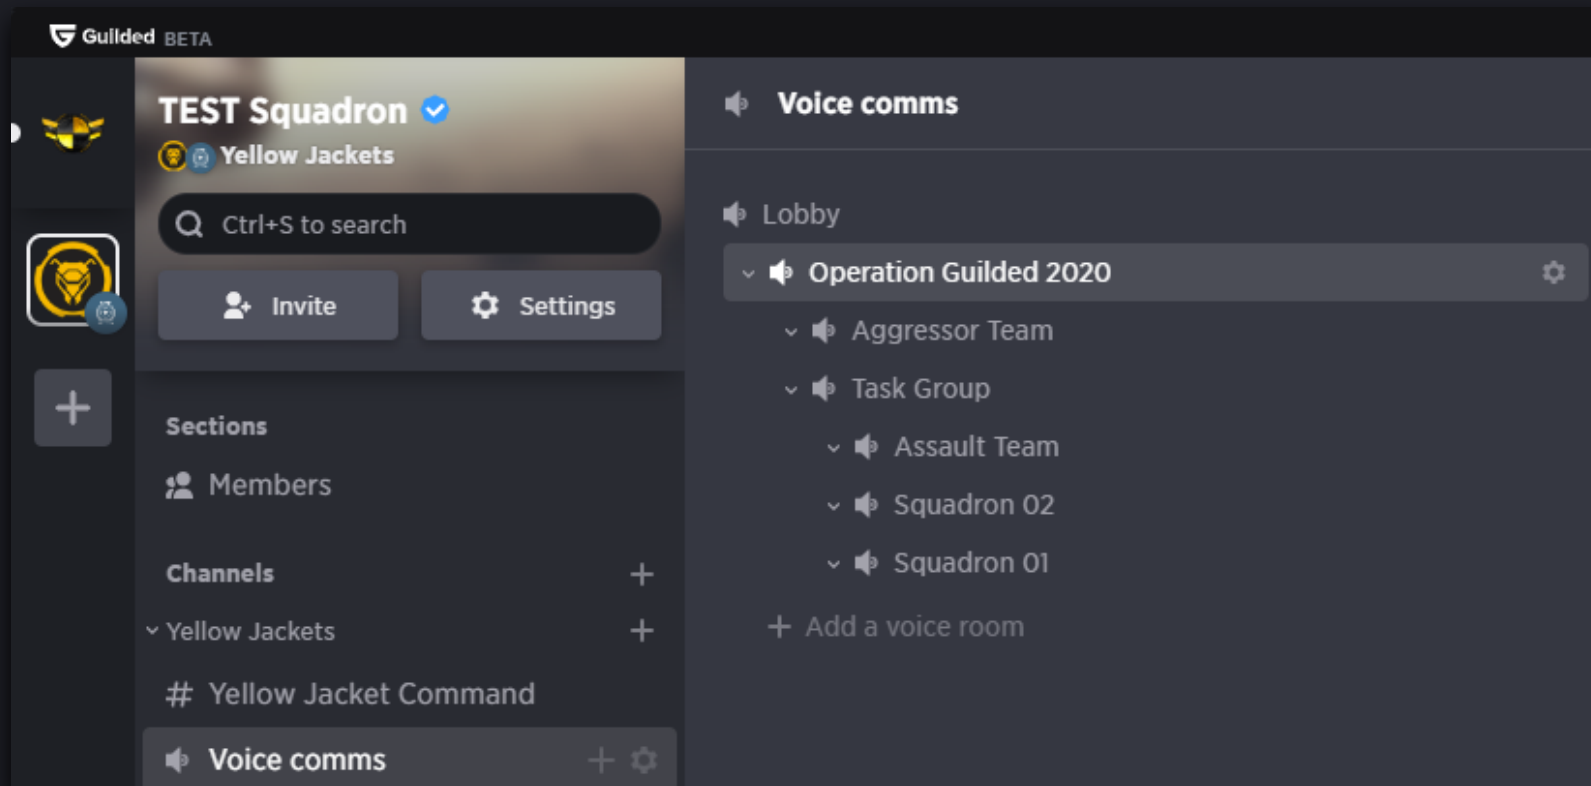 Guilded BETA
TEST Squadron
Yellow Jackets
Ctrl+S to search
Invite
Settings
Sections
Members
Channels
Yellow Jackets
# Yellow Jacket Command
Voice comms
Voice comms
Lobby
Operation Guilded 2020
Aggressor Team
Task Group
Assault Team
Squadron 02
Squadron 01
+ Add a voice room